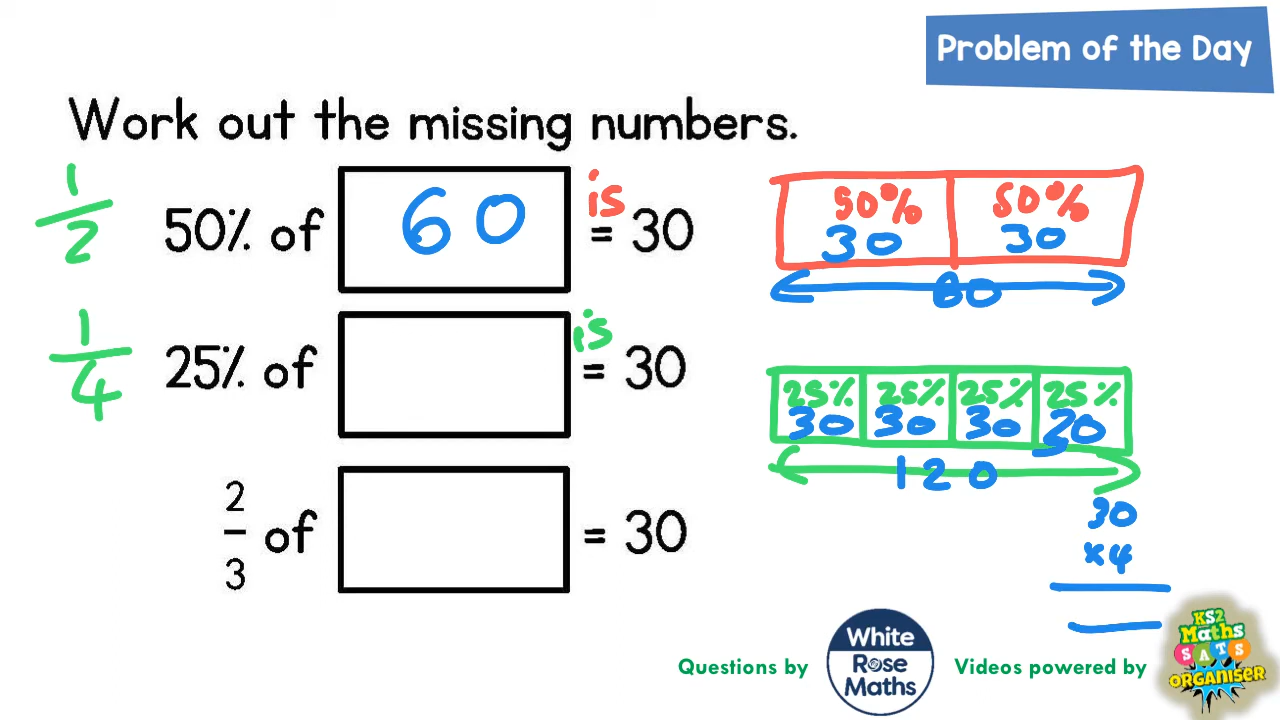 Problem of the Day
Work out the missing numbers.
1
2
50% of
60
is
= 30
50%
50%
30
30
60
1
4
25% of
is
= 30
25%
25%
25%
25%
30
30
30
30
120
30
×4
2
3
of
= 30
Questions by
White
Rose
Maths
Videos powered by
KS2
Maths
SATS
ORGANISER